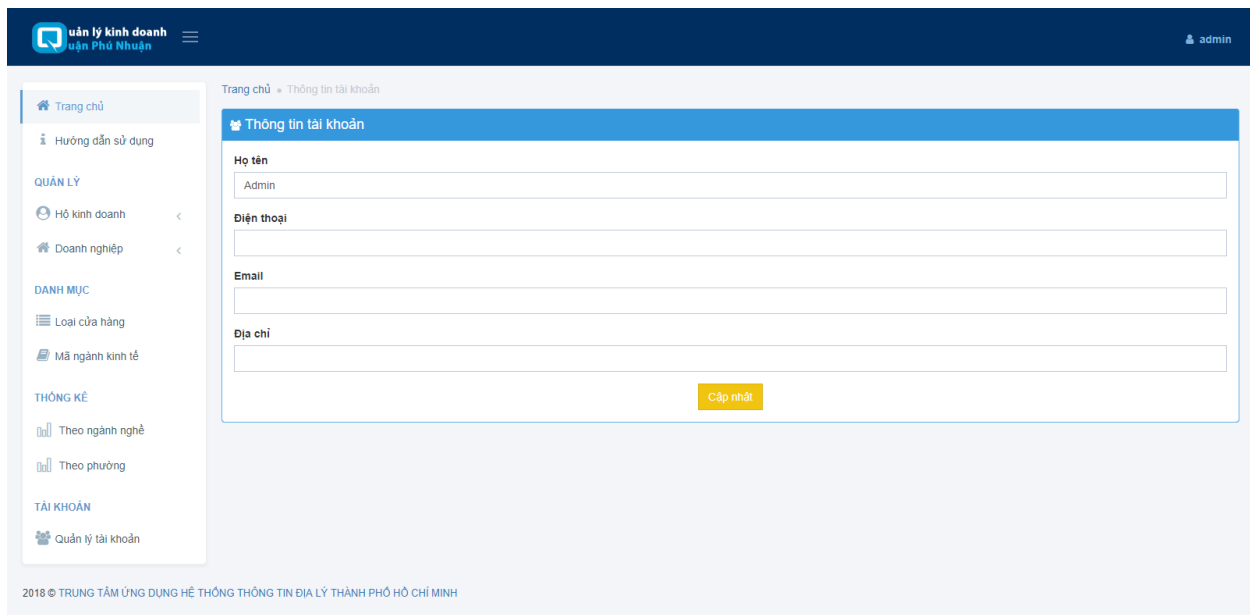 uản lý kinh doanh
uận Phú Nhuận
admin
Trang chủ
Hướng dẫn sử dụng
QUẢN LÝ
Hộ kinh doanh
Doanh nghiệp
DANH MỤC
Loại cửa hàng
Mã ngành kinh tế
THỐNG KÊ
Theo ngành nghề
Theo phường
TÀI KHOẢN
Quản lý tài khoản
Trang chủ Thông tin tài khoản
Thông tin tài khoản
Họ tên
Admin
Điện thoại
Email
Địa chỉ
Cập nhật
2018 © TRUNG TÂM ỨNG DỤNG HỆ THỐNG THÔNG TIN ĐỊA LÝ THÀNH PHỐ HỒ CHÍ MINH